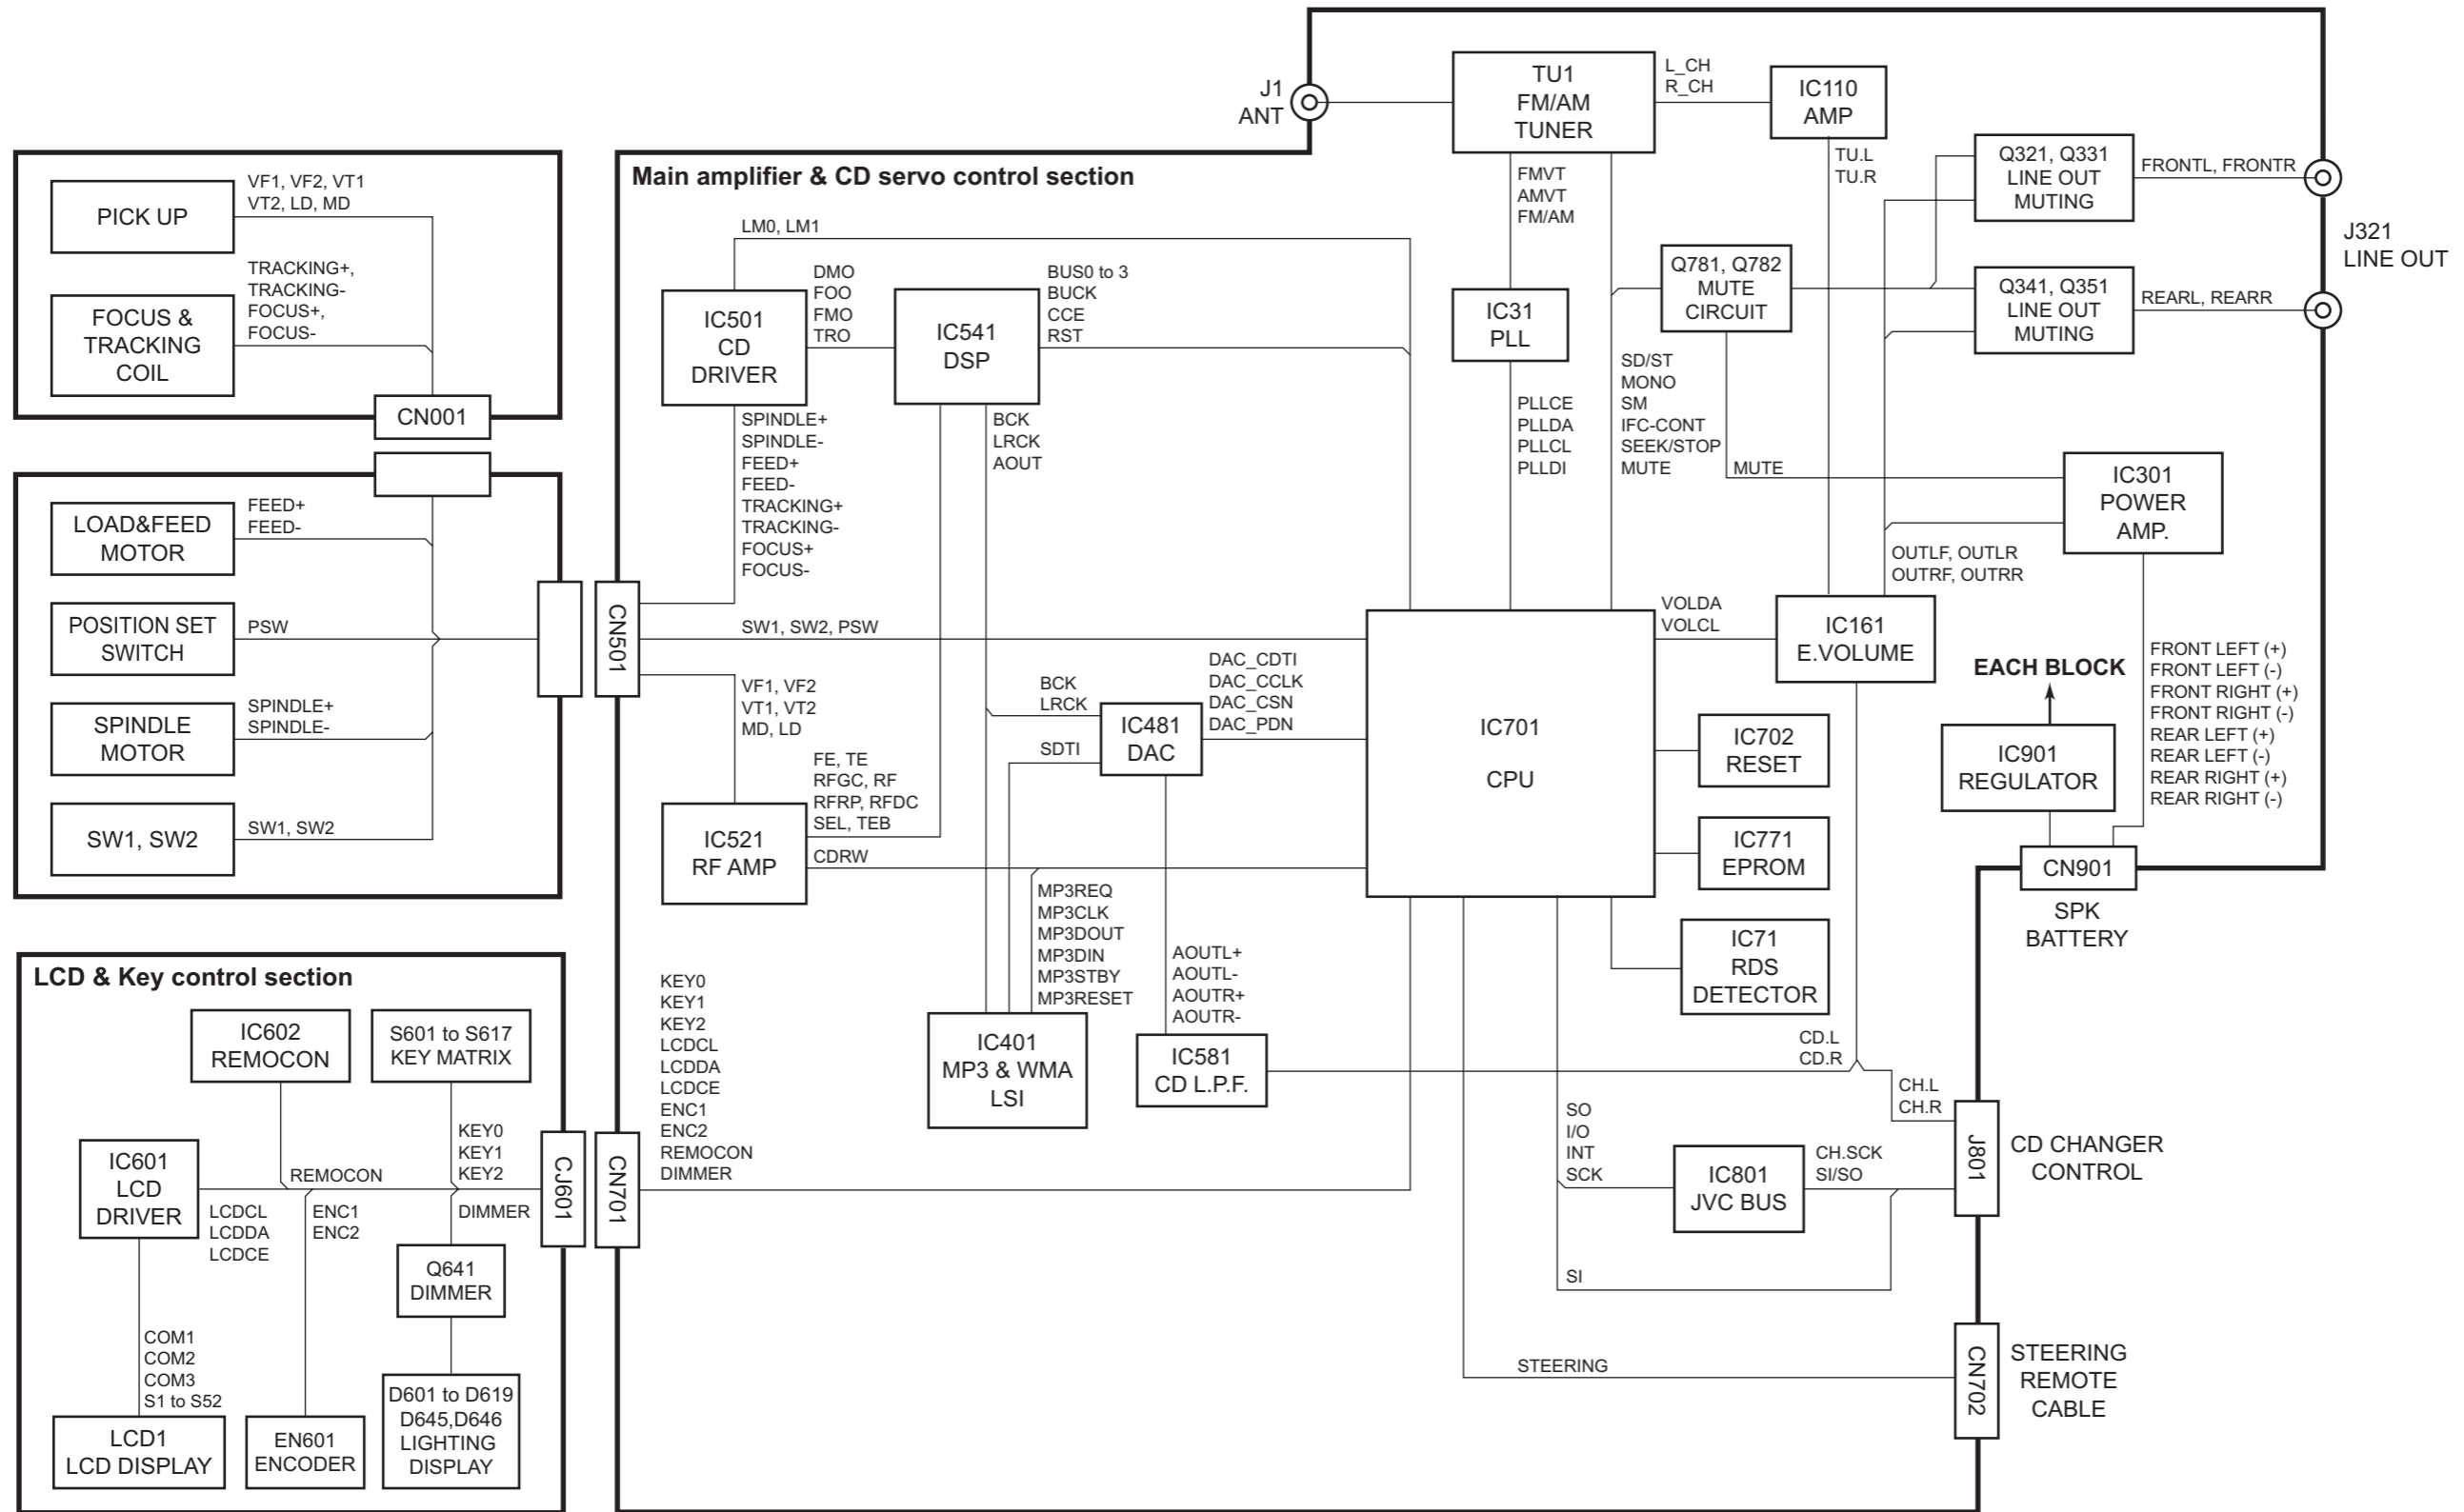 J1
ANT
TU1
FM/AM
TUNER
L_CH
R_CH
IC110
AMP
TU.L
TU.R
Q321, Q331
LINE OUT
MUTING
FRONTL, FRONTR
J321
LINE OUT
Q341, Q351
LINE OUT
MUTING
REARL, REARR
PICK UP
VF1, VF2, VT1
VT2, LD, MD
FOCUS &
TRACKING
COIL
TRACKING+,
TRACKING-
FOCUS+,
FOCUS-
CN001
LOAD&FEED
MOTOR
FEED+
FEED-
POSITION SET
SWITCH
PSW
SPINDLE
MOTOR
SPINDLE+
SPINDLE-
SW1, SW2
SW1, SW2
Main amplifier & CD servo control section
LM0, LM1
IC501
CD
DRIVER
DMO
FOO
FMO
TRO
IC541
DSP
BUS0 to 3
BUCK
CCE
RST
SPINDLE+
SPINDLE-
FEED+
FEED-
TRACKING+
TRACKING-
FOCUS+
FOCUS-
BCK
LRCK
AOUT
FMVT
AMVT
FM/AM
IC31
PLL
PLLCE
PLLDA
PLLCL
PLLDI
Q781, Q782
MUTE
CIRCUIT
SD/ST
MONO
SM
IFC-CONT
SEEK/STOP
MUTE
MUTE
IC301
POWER
AMP.
OUTLF, OUTLR
OUTRF, OUTRR
CN501
SW1, SW2, PSW
VF1, VF2
VT1, VT2
MD, LD
IC521
RF AMP
FE, TE
RFGC, RF
RFRP, RFDC
SEL, TEB
CDRW
BCK
LRCK
SDTI
IC481
DAC
DAC_CDTI
DAC_CCLK
DAC_CSN
DAC_PDN
IC701
CPU
VOLDA
VOLCL
IC161
E.VOLUME
IC702
RESET
IC771
EPROM
IC71
RDS
DETECTOR
EACH BLOCK
IC901
REGULATOR
FRONT LEFT (+)
FRONT LEFT (-)
FRONT RIGHT (+)
FRONT RIGHT (-)
REAR LEFT (+)
REAR LEFT (-)
REAR RIGHT (+)
REAR RIGHT (-)
CN901
SPK
BATTERY
MP3REQ
MP3CLK
MP3DOUT
MP3DIN
MP3STBY
MP3RESET
IC401
MP3 & WMA
LSI
AOUTL+
AOUTL-
AOUTR+
AOUTR-
IC581
CD L.P.F.
CD.L
CD.R
CH.L
CH.R
SO
I/O
INT
SCK
IC801
JVC BUS
CH.SCK
SI/SO
SI
J801
CD CHANGER
CONTROL
STEERING
CN702
STEERING
REMOTE
CABLE
LCD & Key control section
IC602
REMOCON
S601 to S617
KEY MATRIX
IC601
LCD
DRIVER
REMOCON
KEY0
KEY1
KEY2
LCDCL
LCDDA
LCDCE
ENC1
ENC2
DIMMER
Q641
DIMMER
COM1
COM2
COM3
S1 to S52
LCD1
LCD DISPLAY
EN601
ENCODER
D601 to D619
D645,D646
LIGHTING
DISPLAY
CJ601
CN701
KEY0
KEY1
KEY2
LCDCL
LCDDA
LCDCE
ENC1
ENC2
REMOCON
DIMMER